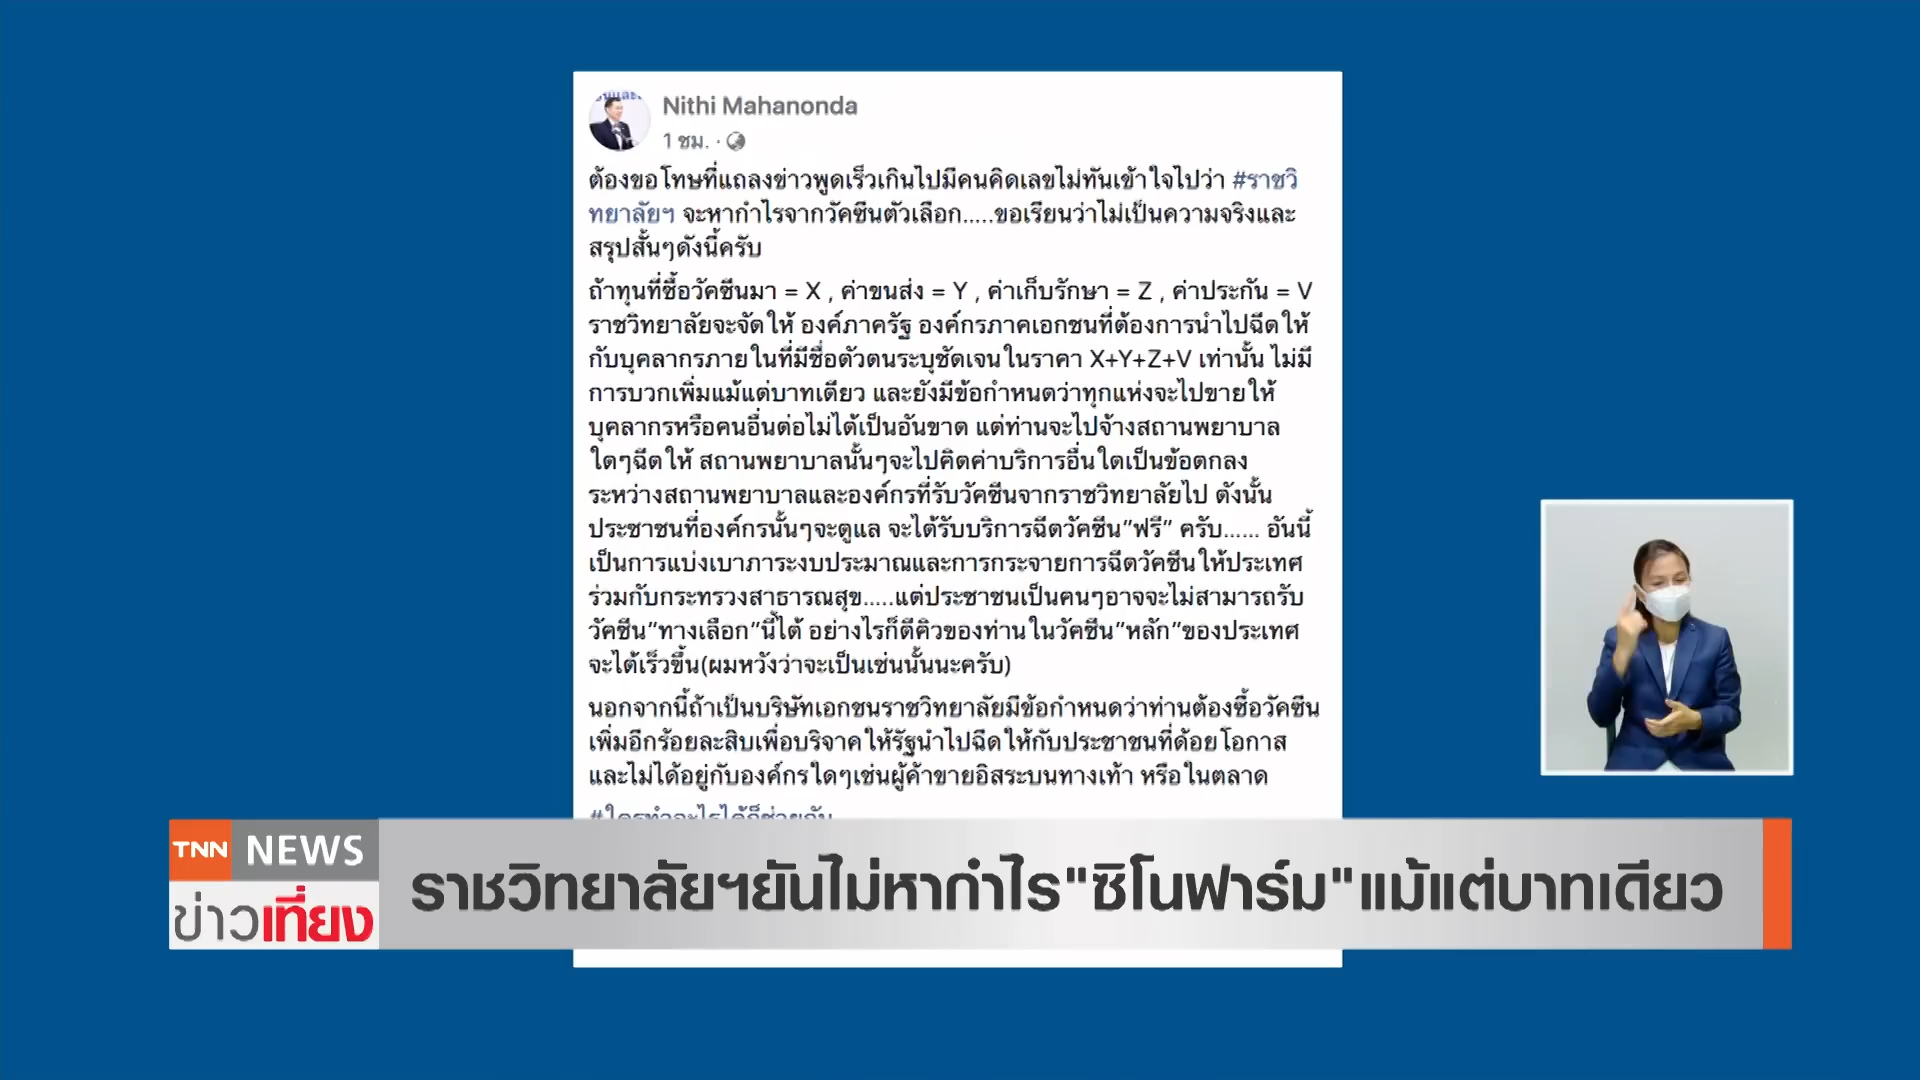 Nithi Mahanonda
1 ชม. ·
ต้องขอโทษที่แถลงข่าวพูดเร็วเกินไปมีคนคิดเลขไม่ทันเข้าใจไปว่า #ราชวิ
ทยาลัยฯ จะหากำไรจากวัคซีนตัวเลือก.....ขอเรียนว่าไม่เป็นความจริงและ
สรุปสั้นๆดังนี้ครับ
ถ้าทุนที่ซื้อวัคซีนมา = X , ค่าขนส่ง = Y , ค่าเก็บรักษา = Z , ค่าประกัน = V
ราชวิทยาลัยจะจัดให้ องค์ภาครัฐ องค์กรภาคเอกชนที่ต้องการนำไปฉีดให้
กับบุคลากรภายในที่มีชื่อตัวตนระบุชัดเจนในราคา X+Y+Z+V เท่านั้น ไม่มี
การบวกเพิ่มแม้แต่บาทเดียว และยังมีข้อกำหนดว่าทุกแห่งจะไปขายให้
บุคลากรหรือคนอื่นต่อไม่ได้เป็นอันขาด แต่ท่านจะไปจ้างสถานพยาบาล
ใดๆฉีดให้ สถานพยาบาลนั้นๆจะไปคิดค่าบริการอื่นใดเป็นข้อตกลง
ระหว่างสถานพยาบาลและองค์กรที่รับวัคซีนจากราชวิทยาลัยไป ดังนั้น
ประชาชนที่องค์กรนั้นๆจะดูแล จะได้รับบริการฉีดวัคซีน”ฟรี” ครับ...... อันนี้
เป็นการแบ่งเบาภาระงบประมาณและการกระจายการฉีดวัคซีนให้ประเทศ
ร่วมกับกระทรวงสาธารณสุข.....แต่ประชาชนเป็นคนๆอาจจะไม่สามารถรับ
วัคซีน”ทางเลือก”นี้ได้ อย่างไรก็ดีคิวของท่านในวัคซีน”หลัก”ของประเทศ
จะได้เร็วขึ้น(ผมหวังว่าจะเป็นเช่นนั้นนะครับ)
นอกจากนี้ถ้าเป็นบริษัทเอกชนราชวิทยาลัยมีข้อกำหนดว่าท่านต้องซื้อวัคซีน
เพิ่มอีกร้อยละสิบเพื่อบริจาคให้รัฐนำไปฉีดให้กับประชาชนที่ด้อยโอกาส
และไม่ได้อยู่กับองค์กรใดๆเช่นผู้ค้าขายอิสระบนทางเท้า หรือในตลาด
#ใครทำอะไรได้ก็ช่วยกัน
TNN NEWS
ข่าวเที่ยง
ราชวิทยาลัยฯยันไม่หากำไร"ซิโนฟาร์ม"แม้แต่บาทเดียว